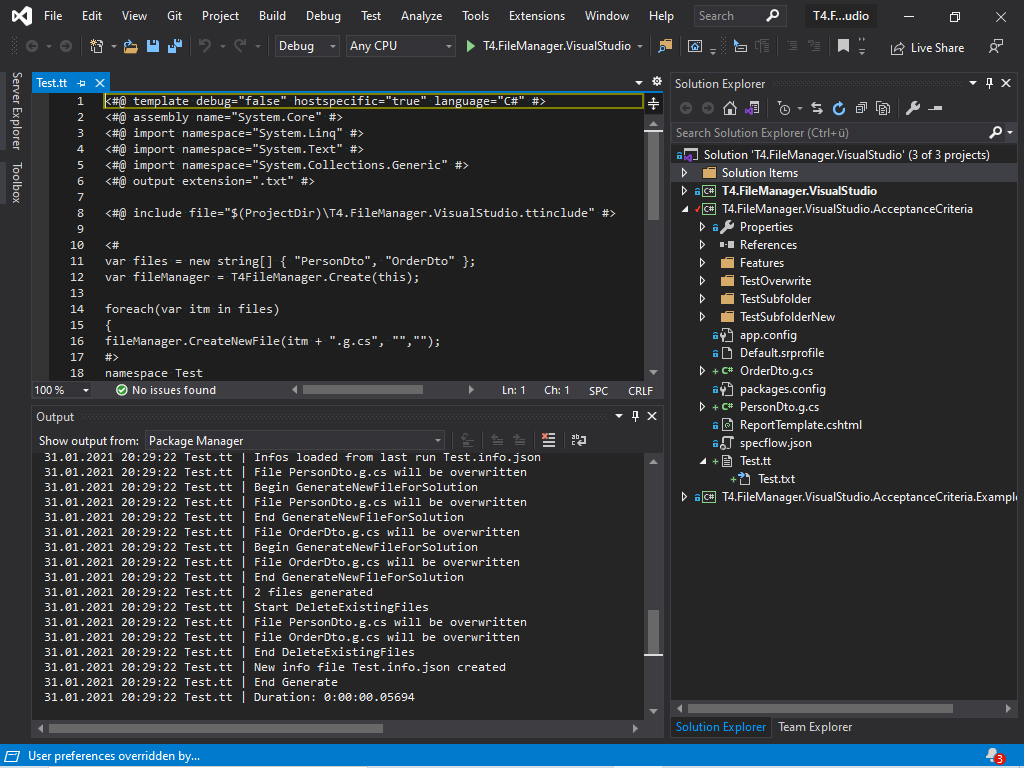 File Edit View Git Project Build Debug Test Analyze Tools Extensions Window Help Search T4.F...udio
Debug Any CPU T4.FileManager.VisualStudio Live Share
Server Explorer
Toolbox
Test.tt
1 <#@ template debug="false" hostspecific="true" language="C#" #>
2 <#@ assembly name="System.Core" #>
3 <#@ import namespace="System.Linq" #>
4 <#@ import namespace="System.Text" #>
5 <#@ import namespace="System.Collections.Generic" #>
6 <#@ output extension=".txt" #>
7
8 <#@ include file="$(ProjectDir)\T4.FileManager.VisualStudio.ttinclude" #>
9
10 <#
11 var files = new string[] { "PersonDto", "OrderDto" };
12 var fileManager = T4FileManager.Create(this);
13
14 foreach(var itm in files)
15 {
16 fileManager.CreateNewFile(itm + ".g.cs", "","");
17 #>
18 namespace Test
100 % No issues found Ln: 1 Ch: 1 SPC CRLF
Output
Show output from: Package Manager
31.01.2021 20:29:22 Test.tt | Infos loaded from last run Test.info.json
31.01.2021 20:29:22 Test.tt | File PersonDto.g.cs will be overwritten
31.01.2021 20:29:22 Test.tt | Begin GenerateNewFileForSolution
31.01.2021 20:29:22 Test.tt | File PersonDto.g.cs will be overwritten
31.01.2021 20:29:22 Test.tt | End GenerateNewFileForSolution
31.01.2021 20:29:22 Test.tt | File OrderDto.g.cs will be overwritten
31.01.2021 20:29:22 Test.tt | Begin GenerateNewFileForSolution
31.01.2021 20:29:22 Test.tt | File OrderDto.g.cs will be overwritten
31.01.2021 20:29:22 Test.tt | End GenerateNewFileForSolution
31.01.2021 20:29:22 Test.tt | 2 files generated
31.01.2021 20:29:22 Test.tt | Start DeleteExistingFiles
31.01.2021 20:29:22 Test.tt | File PersonDto.g.cs will be overwritten
31.01.2021 20:29:22 Test.tt | File OrderDto.g.cs will be overwritten
31.01.2021 20:29:22 Test.tt | End DeleteExistingFiles
31.01.2021 20:29:22 Test.tt | New info file Test.info.json created
31.01.2021 20:29:22 Test.tt | End Generate
31.01.2021 20:29:22 Test.tt | Duration: 0:00:00.05694
Solution Explorer
Search Solution Explorer (Ctrl+ü)
Solution 'T4.FileManager.VisualStudio' (3 of 3 projects)
Solution Items
C# T4.FileManager.VisualStudio
C# T4.FileManager.VisualStudio.AcceptanceCriteria
Properties
References
Features
TestOverwrite
TestSubfolder
TestSubfolderNew
app.config
Default.srprofile
+ C# OrderDto.g.cs
packages.config
+ C# PersonDto.g.cs
ReportTemplate.cshtml
specflow.json
+ Test.tt
+ Test.txt
C# T4.FileManager.VisualStudio.AcceptanceCriteria.Example
Solution Explorer Team Explorer
User preferences overridden by... 3